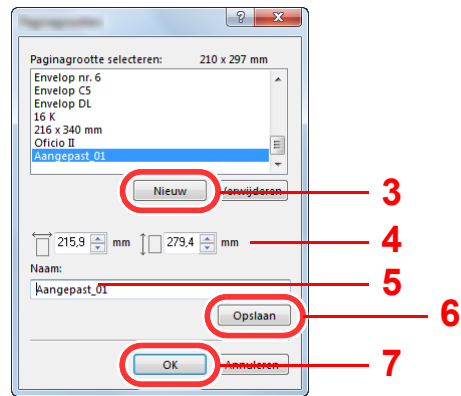 Paginagrootte selecteren: 210 x 297 mm
Envelop nr. 6
Envelop C5
Envelop DL
16 K
216 x 340 mm
Oficio II
Aangepast_01
Nieuw Verwijderen 3
215,9 mm 279,4 mm 4
Naam:
Aangepast_01 5
Opslaan 6
OK Annuleren 7